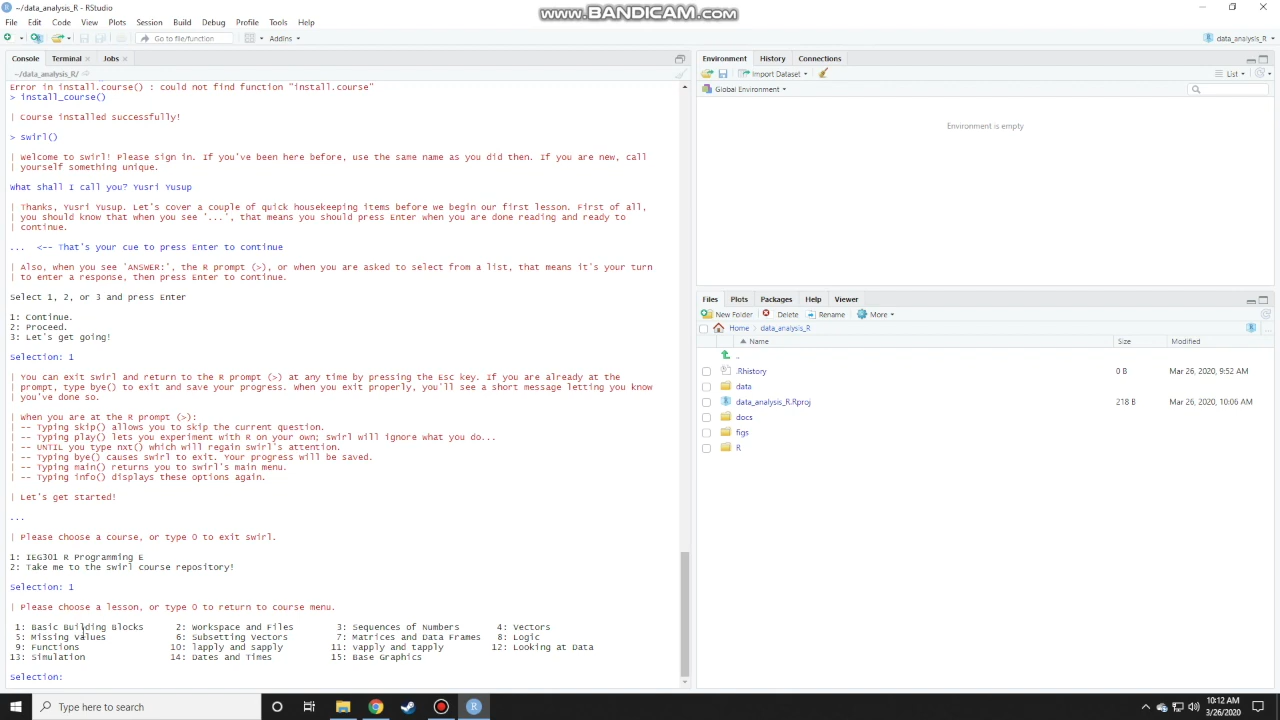 ~/data_analysis_R - RStudio
www.BANDICAM.com
File Edit Code View Plots Session Build Debug Profile Tools Help
Go to file/function Addins data_analysis_R
Console Terminal Jobs
~/data_analysis_R/
Error in install.course() : could not find function "install.course"
> install_course()
| Course installed successfully!
> swirl()
| Welcome to swirl! Please sign in. If you've been here before, use the same name as you did then. If you are new, call
| yourself something unique.
What shall I call you? Yusri Yusup
| Thanks, Yusri Yusup. Let's cover a couple of quick housekeeping items before we begin our first lesson. First of all,
| you should know that when you see '...', that means you should press Enter when you are done reading and ready to
| continue.
... <-- That's your cue to press Enter to continue
| Also, when you see 'ANSWER:', the R prompt (>), or when you are asked to select from a list, that means it's your turn
| to enter a response, then press Enter to continue.
Select 1, 2, or 3 and press Enter
1: Continue.
2: Proceed.
3: Let's get going!
Selection: 1
| You can exit swirl and return to the R prompt (>) at any time by pressing the Esc key. If you are already at the
| prompt, type bye() to exit and save your progress. When you exit properly, you'll see a short message letting you know
| you've done so.
| When you are at the R prompt (>):
| -- Typing skip() allows you to skip the current question.
| -- Typing play() lets you experiment with R on your own; swirl will ignore what you do...
| -- UNTIL you type nxt() which will regain swirl's attention.
| -- Typing bye() causes swirl to exit. Your progress will be saved.
| -- Typing main() returns you to swirl's main menu.
| -- Typing info() displays these options again.
| Let's get started!
...
| Please choose a course, or type 0 to exit swirl.
1: IEG301 R Programming E
2: Take me to the swirl course repository!
Selection: 1
| Please choose a lesson, or type 0 to return to course menu.
1: Basic Building Blocks 2: Workspace and Files 3: Sequences of Numbers 4: Vectors
5: Missing Values 6: Subsetting Vectors 7: Matrices and Data Frames 8: Logic
9: Functions 10: lapply and sapply 11: vapply and tapply 12: Looking at Data
13: Simulation 14: Dates and Times 15: Base Graphics
Selection:
Environment History Connections
Import Dataset List
Global Environment
Environment is empty
Files Plots Packages Help Viewer
New Folder Delete Rename More
Home > data_analysis_R
Name Size Modified
..
.Rhistory 0 B Mar 26, 2020, 9:52 AM
data
data_analysis_R.Rproj 218 B Mar 26, 2020, 10:06 AM
docs
figs
R
Type here to search
10:12 AM
3/26/2020